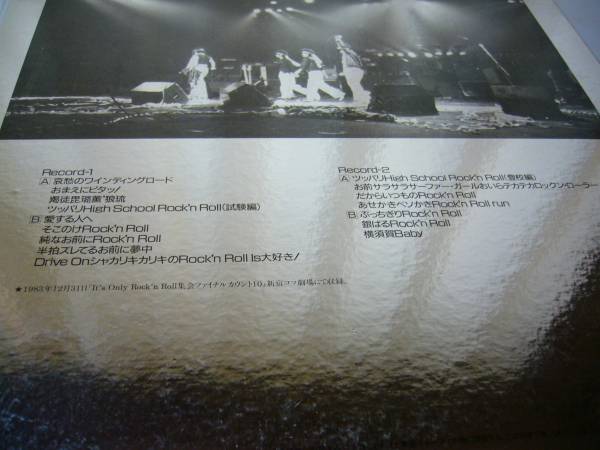 Record-1
A 哀愁のワインディングロード
おまえにピタッ!
羯徒毘璐薫'狼琉
ツッパリHigh School Rock'n Roll(試験編)
B 愛する人へ
そこのけRock'n Roll
純なお前にRock'n Roll
半拍ズレてるお前に夢中
Drive OnシャカリキカリキのRock'n Roll Is大好き!
Record-2
A ツッパリHigh School Rock'n Roll(登校編)
お前サラサラサーファー・ガールおいらテカテカロックン・ローラー
だからいつものRock'n Roll
あせかきベソかきRock'n Roll run
B ぶっちぎりRock'n Roll
銀ばるRock'n Roll
横須賀Baby
★1983年12月31日「It's Only Rock'n Roll集会ファイナルカウント10」新宿コマ劇場にて収録。